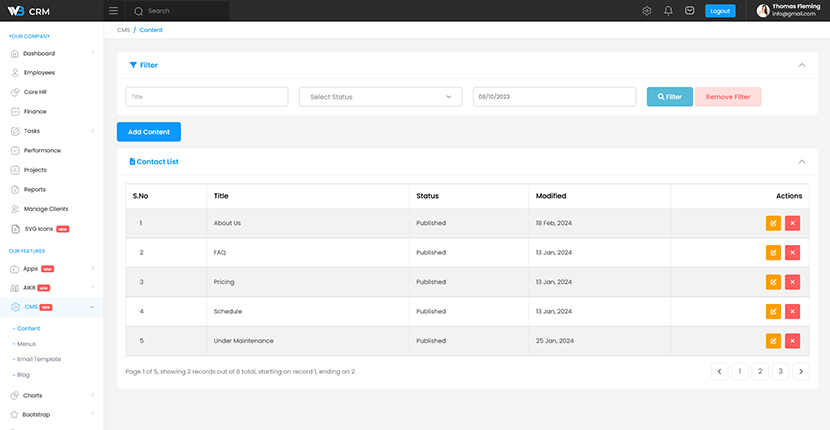 W3 CRM
Search
Logout
Thomas Fleming
info@gmail.com
YOUR COMPANY
Dashboard
Employees
Core HR
Finance
Tasks
Performance
Projects
Reports
Manage Clients
SVG Icons NEW
OUR FEATURES
Apps NEW
AIKit NEW
CMS NEW
Content
Menus
Email Template
Blog
Charts
Bootstrap
CMS / Content
Filter
Title
Select Status
08/10/2023
Filter
Remove Filter
Add Content
Contact List
S.No Title Status Modified Actions
1 About Us Published 18 Feb, 2024
2 FAQ Published 13 Jan, 2024
3 Pricing Published 13 Jan, 2024
4 Schedule Published 13 Jan, 2024
5 Under Maintenance Published 25 Jan, 2024
Page 1 of 5, showing 2 records out of 8 total, starting on record 1, ending on 2
1 2 3